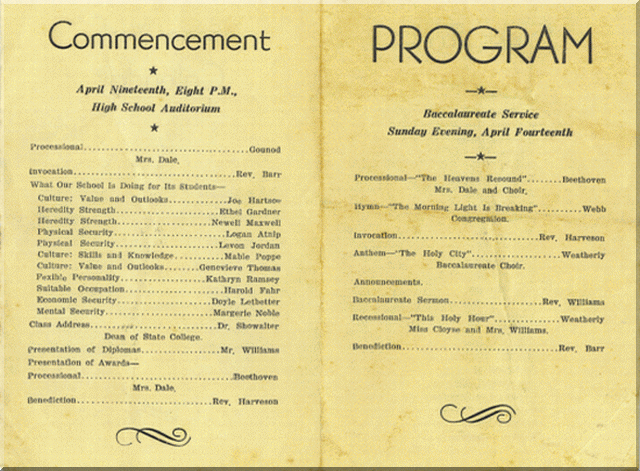 Commencement
April Nineteenth, Eight P.M.,
High School Auditorium
Processional....................Gounod
Mrs. Dale.
Invocation....................Rev. Barr
What Our School is Doing for Its Students—
Culture: Value and Outlooks..........Joe Hartsoe
Heredity Strength....................Ethel Gardner
Heredity Strength....................Newell Maxwell
Physical Security....................Logan Atnip
Physical Security....................Levon Jordan
Culture: Skills and Knowledge..........Mable Poppe
Culture: Value and Outlooks..........Genevieve Thomas
Fexible Personality....................Kathryn Ramsey
Suitable Occupation....................Harold Fahr
Economic Security....................Doyle Letbetter
Mental Security....................Margerie Noble
Class Address....................Dr. Showalter
Dean of State College.
Presentation of Diplomas..........Mr. Williams
Presentation of Awards—
Processional....................Beethoven
Mrs. Dale.
Benediction....................Rev. Harveson
PROGRAM
Baccalaureate Service
Sunday Evening, April Fourteenth
Processional—"The Heavens Resound"........Beethoven
Mrs. Dale and Choir.
Hymn—"The Morning Light Is Breaking"........Webb
Congregation.
Invocation....................Rev. Harveson
Anthem—"The Holy City"..........Weatherly
Baccalaureate Choir.
Announcements.
Baccalaureate Sermon....................Rev. Williams
Recessional—"This Holy Hour"..........Weatherly
Miss Cloyse and Mrs. Williams.
Benediction....................Rev. Barr